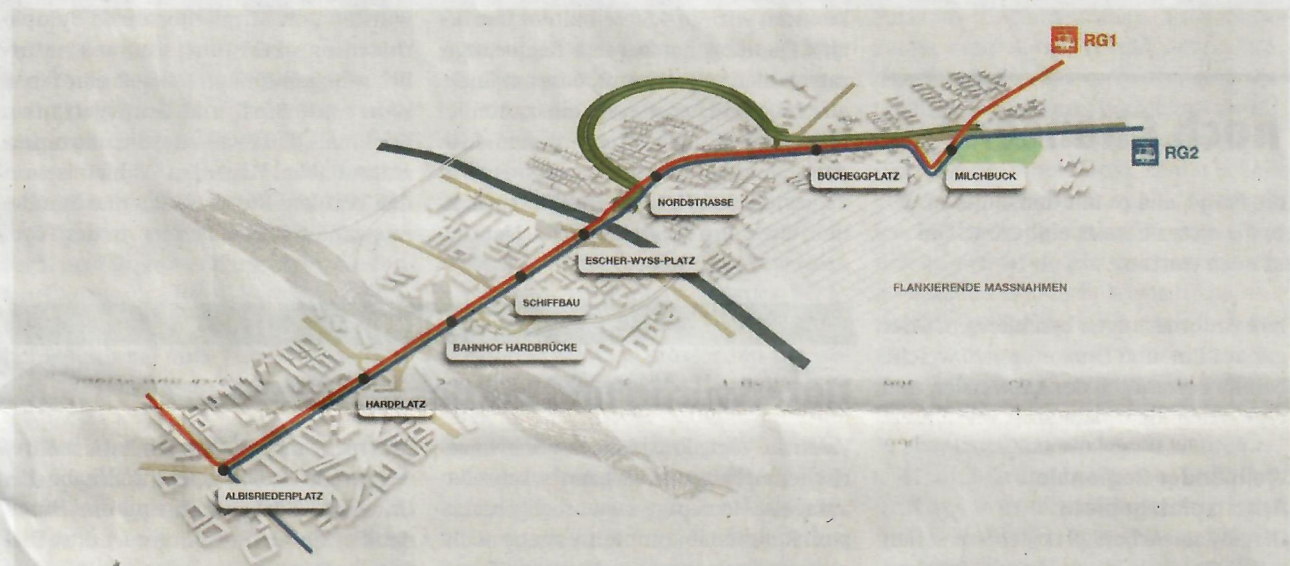 RG1
RG2
BUCHEGGPLATZ
MILCHBUCK
NORDSTRASSE
ESCHER-WYSS-PLATZ
FLANKIERENDE MASSNAHMEN
SCHIFFBAU
BAHNHOF HARDBRÜCKE
HARDPLATZ
ALBISRIEDERPLATZ